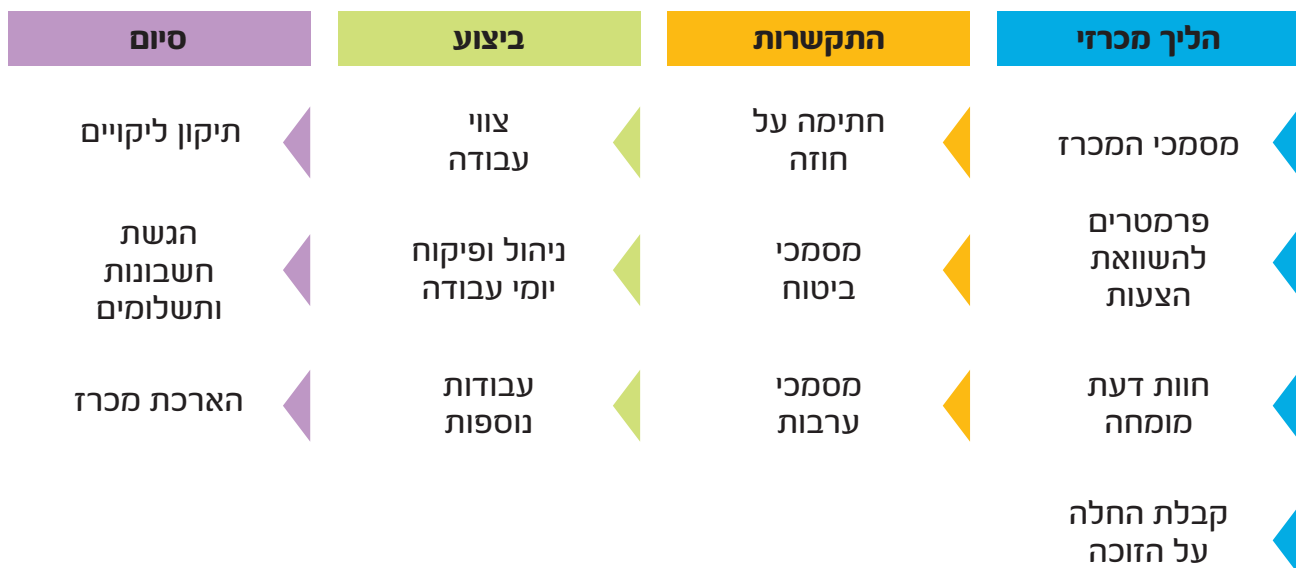 הליך מכרזי
מסמכי המכרז
פרמטרים
להשוואת
הצעות
חוות דעת
מומחה
קבלת החלה
על הזוכה
התקשרות
חתימה על
חוזה
מסמכי
ביטוח
מסמכי
ערבות
ביצוע
צווי
עבודה
ניהול ופיקוח
יומי עבודה
עבודות
נוספות
סיום
תיקון ליקויים
הגשת
חשבונות
ותשלומים
הארכת מכרז